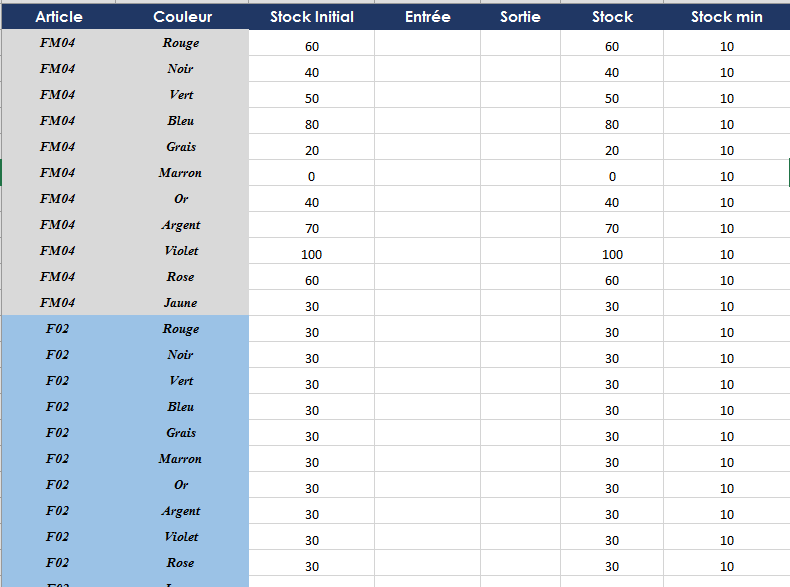 Article Couleur Stock Initial Entrée Sortie Stock Stock min
FM04 Rouge 60 60 10
FM04 Noir 40 40 10
FM04 Vert 50 50 10
FM04 Bleu 80 80 10
FM04 Grais 20 20 10
FM04 Marron 0 0 10
FM04 Or 40 40 10
FM04 Argent 70 70 10
FM04 Violet 100 100 10
FM04 Rose 60 60 10
FM04 Jaune 30 30 10
F02 Rouge 30 30 10
F02 Noir 30 30 10
F02 Vert 30 30 10
F02 Bleu 30 30 10
F02 Grais 30 30 10
F02 Marron 30 30 10
F02 Or 30 30 10
F02 Argent 30 30 10
F02 Violet 30 30 10
F02 Rose 30 30 10